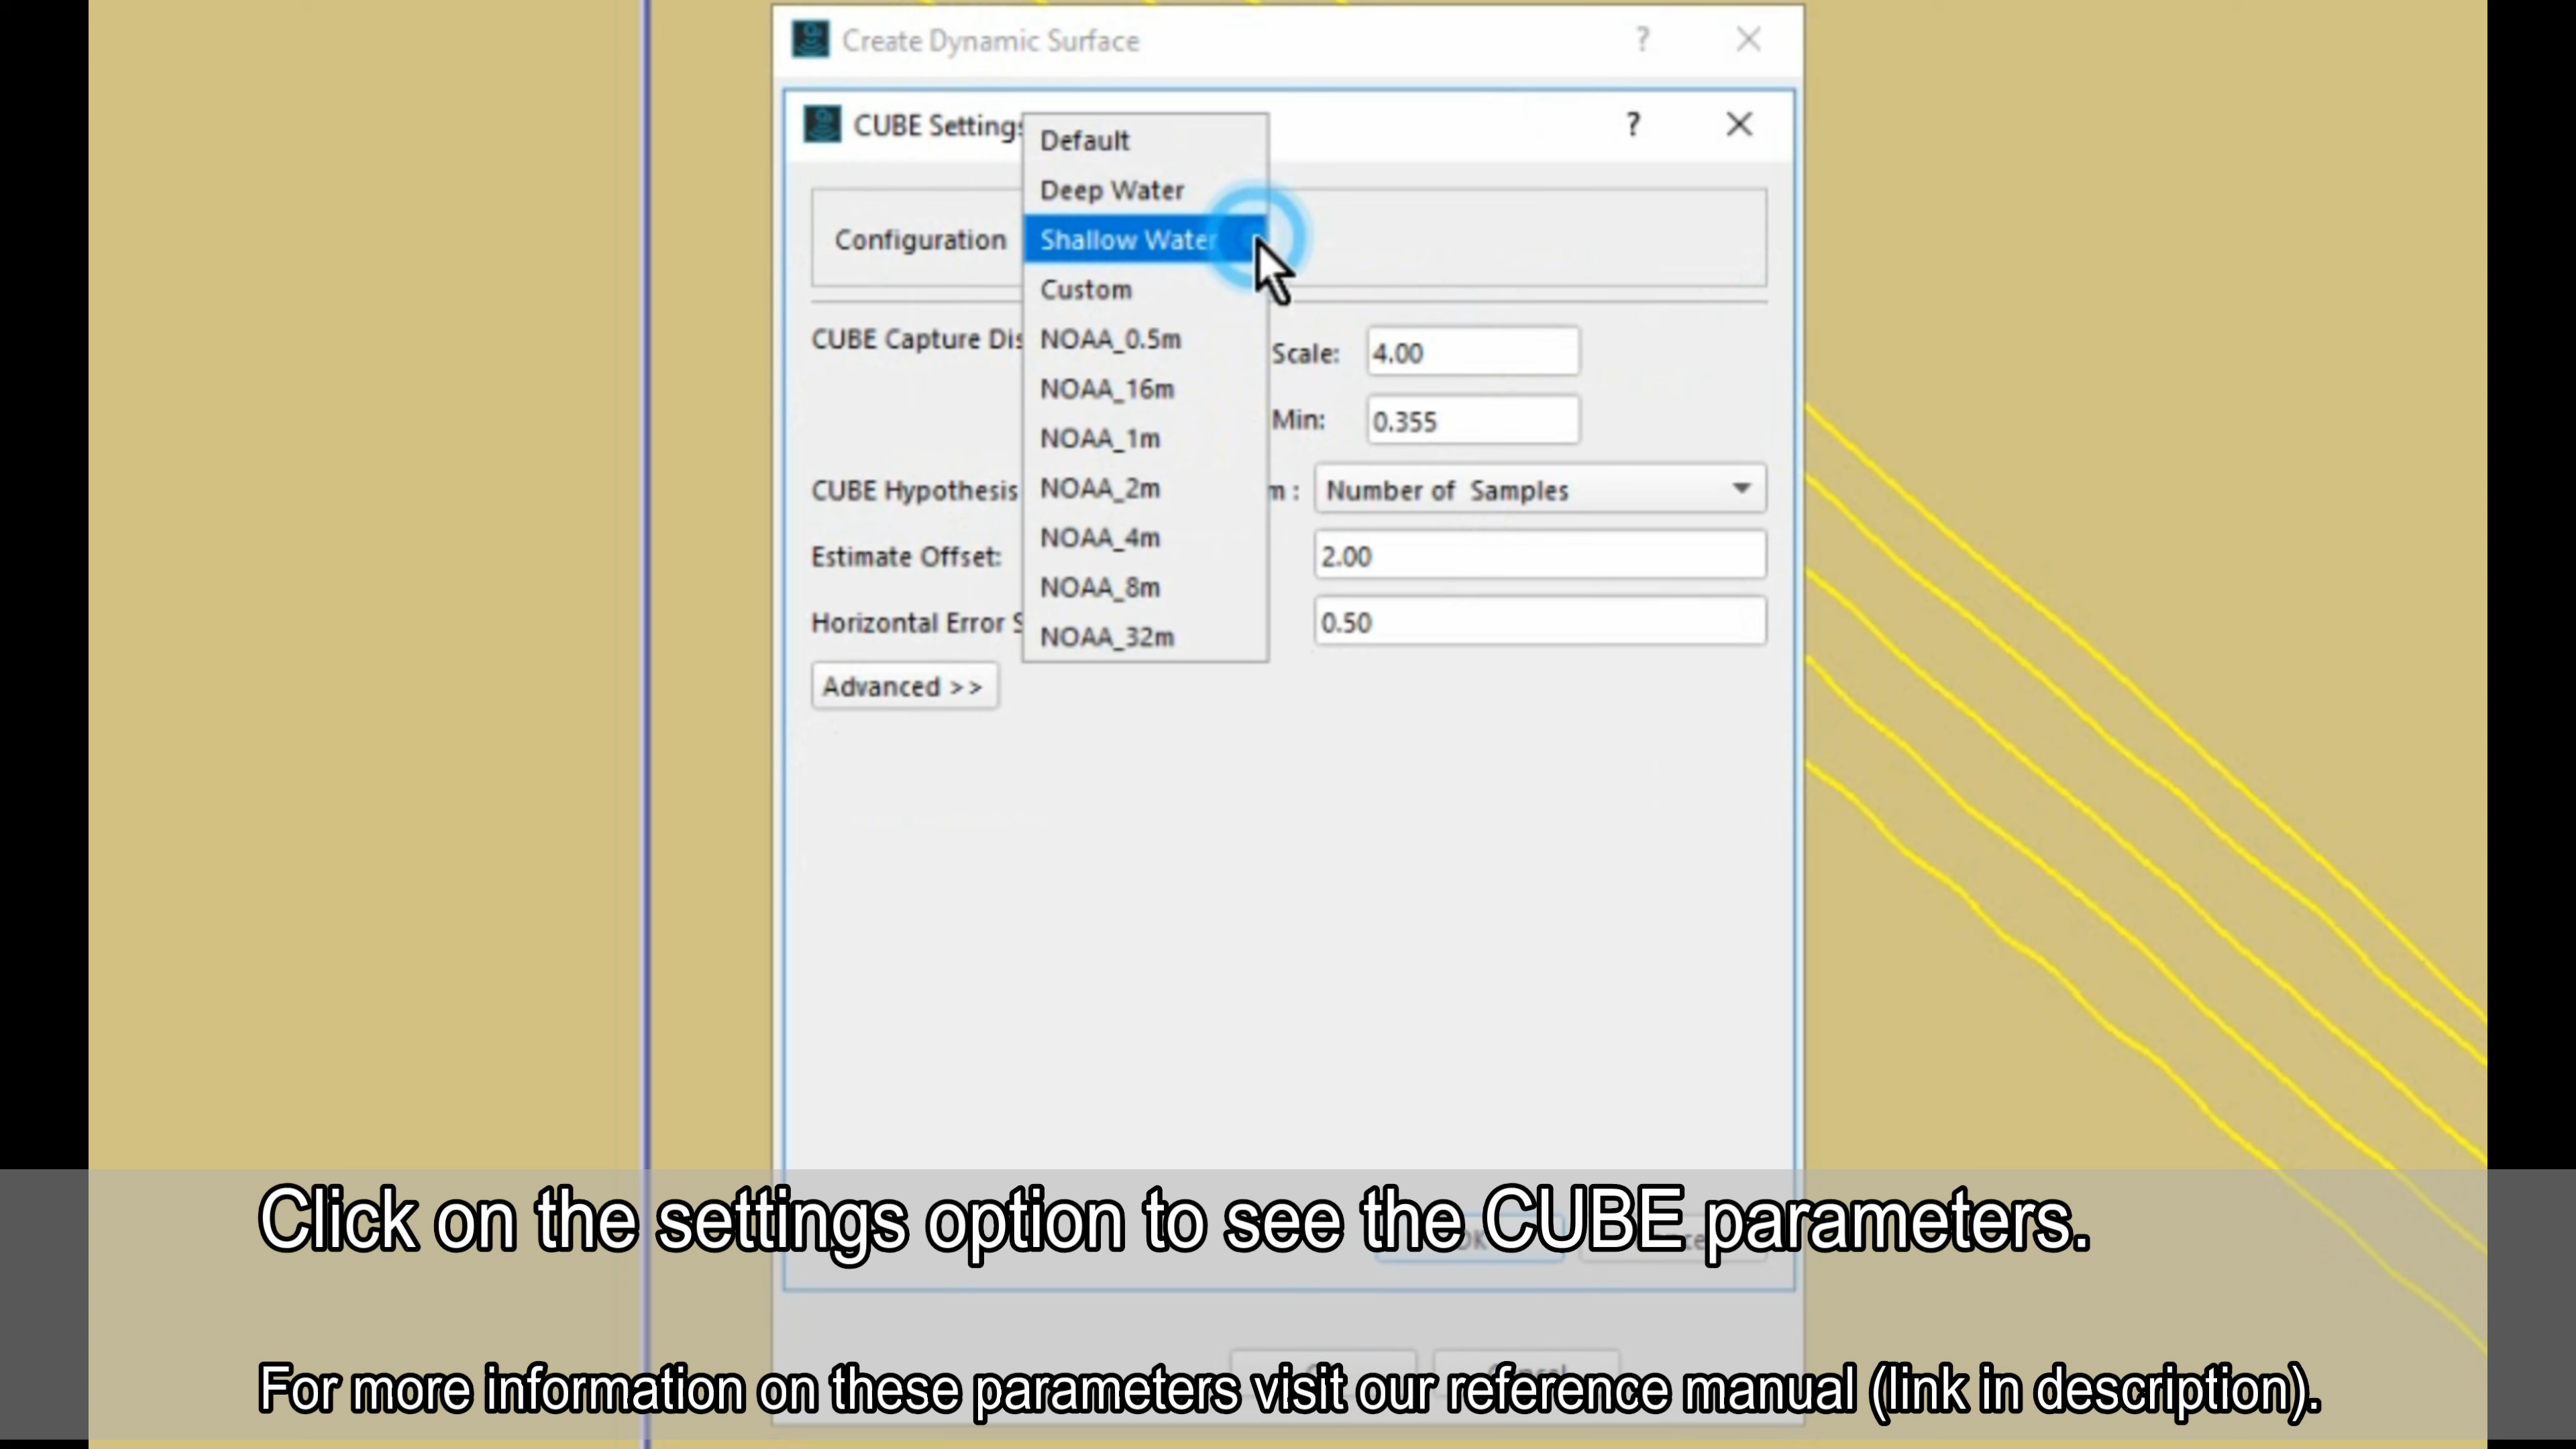 Create Dynamic Surface ? ×
CUBE Settings ? ×
Default
Deep Water
Configuration Shallow Water
Custom
CUBE Capture Dis NOAA_0.5m Scale: 4.00
NOAA_16m
NOAA_1m Min: 0.355
CUBE Hypothesis NOAA_2m m : Number of Samples
NOAA_4m
Estimate Offset: 2.00
NOAA_8m
Horizontal Error S NOAA_32m 0.50
Advanced >>
Click on the settings option to see the CUBE parameters.
For more information on these parameters visit our reference manual (link in description).